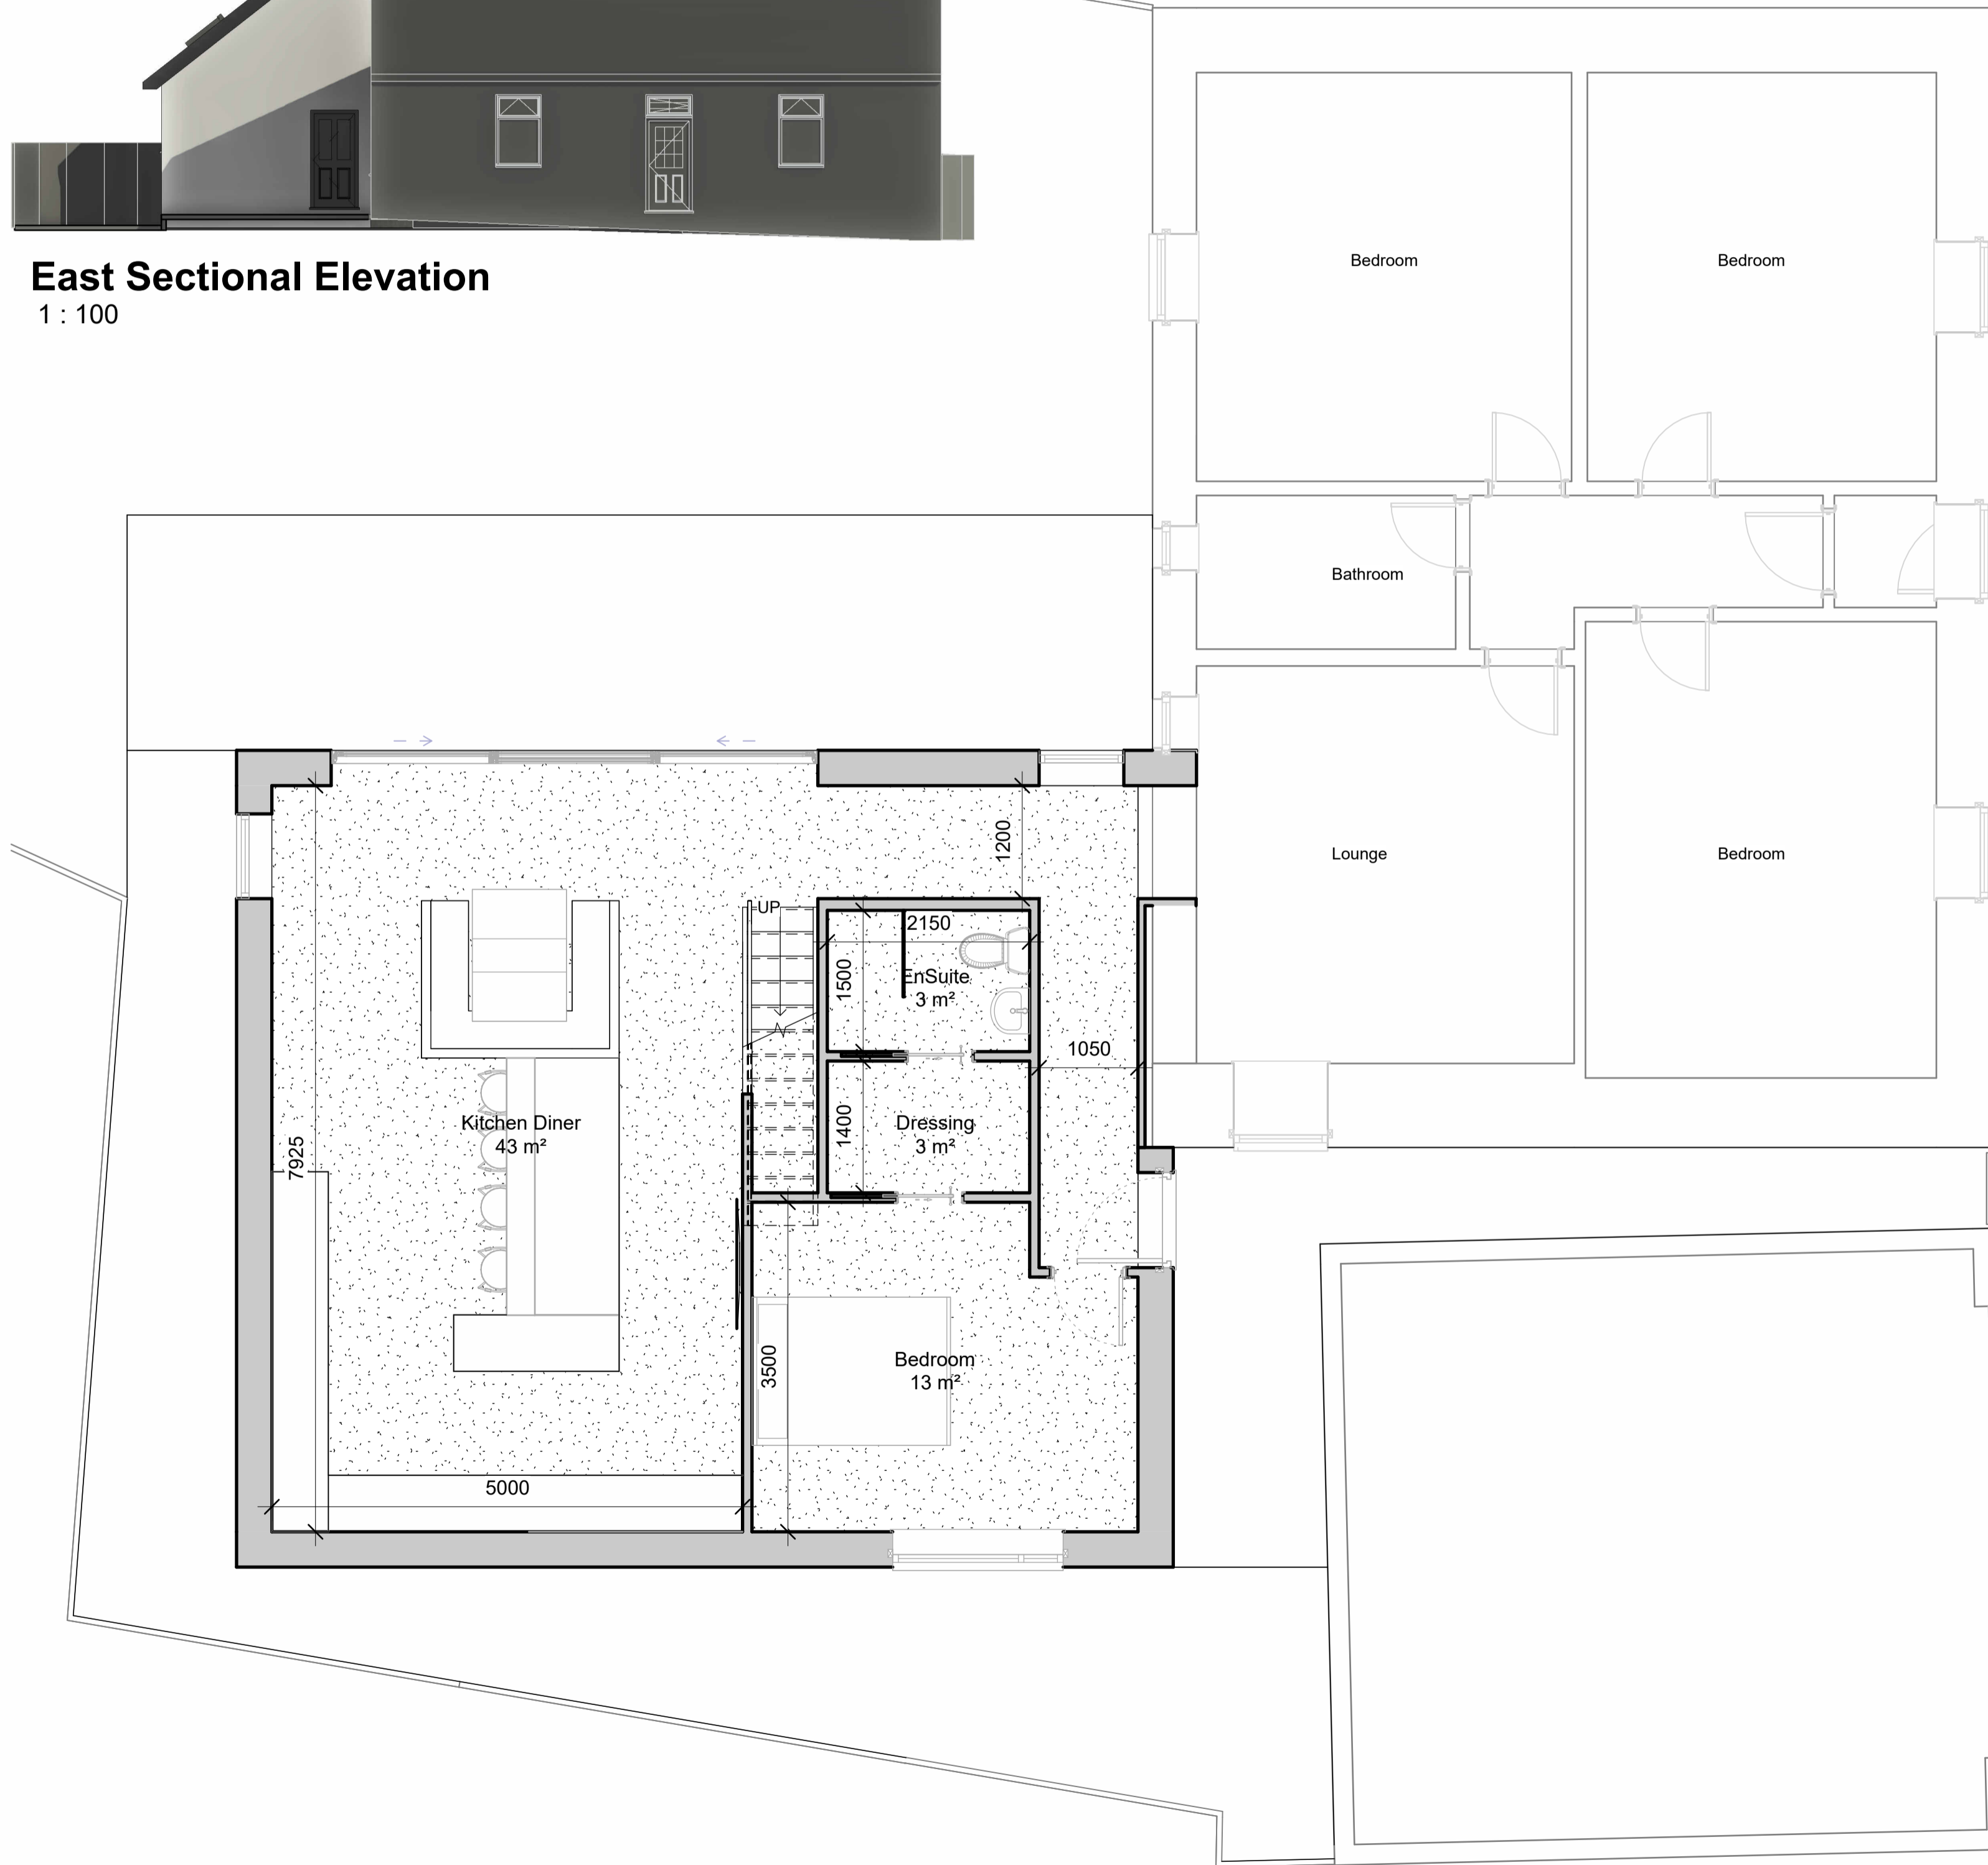 East Sectional Elevation
1 : 100
Bedroom
Bedroom
Bathroom
Lounge
Bedroom
1200
UP
2150
1500
EnSuite
3 m²
1050
1400
Dressing
3 m²
Kitchen Diner
43 m²
7925
3500
Bedroom
13 m²
5000